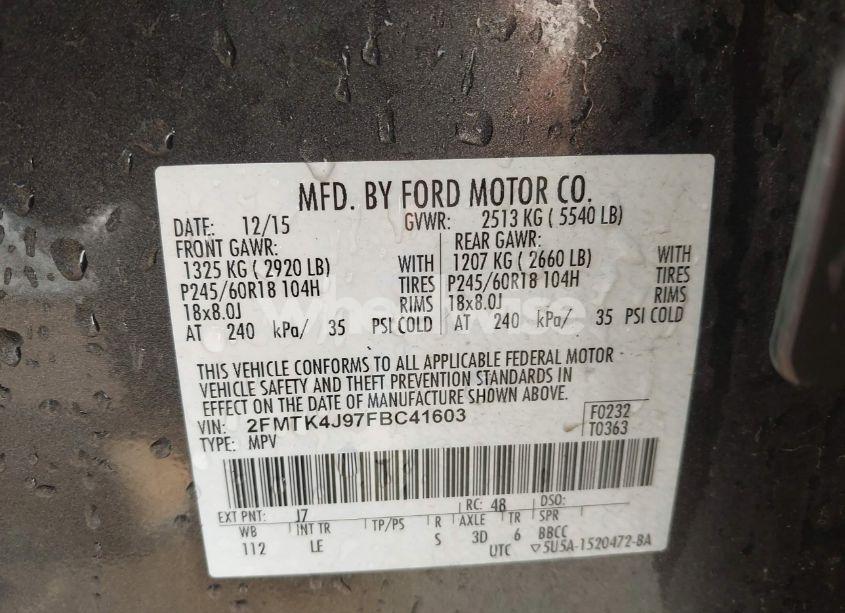 MFD. BY FORD MOTOR CO.
DATE: 12/15 GVWR: 2513 KG ( 5540 LB)
FRONT GAWR: REAR GAWR:
1325 KG ( 2920 LB) WITH 1207 KG ( 2660 LB) WITH
P245/60R18 104H TIRES P245/60R18 104H TIRES
18x8.0J RIMS 18x8.0J RIMS
AT 240 kPa/ 35 PSI COLD AT 240 kPa/ 35 PSI COLD
THIS VEHICLE CONFORMS TO ALL APPLICABLE FEDERAL MOTOR
VEHICLE SAFETY AND THEFT PREVENTION STANDARDS IN
EFFECT ON THE DATE OF MANUFACTURE SHOWN ABOVE.
VIN: 2FMTK4J97FBC41603 F0232
TYPE: MPV T0363
EXT PNT: J7 RC: 48 DSO:
WB INT TR TP/PS R AXLE TR SPR
112 LE S 3D 6 BBCC
UTC ▽5U5A-1520472-BA